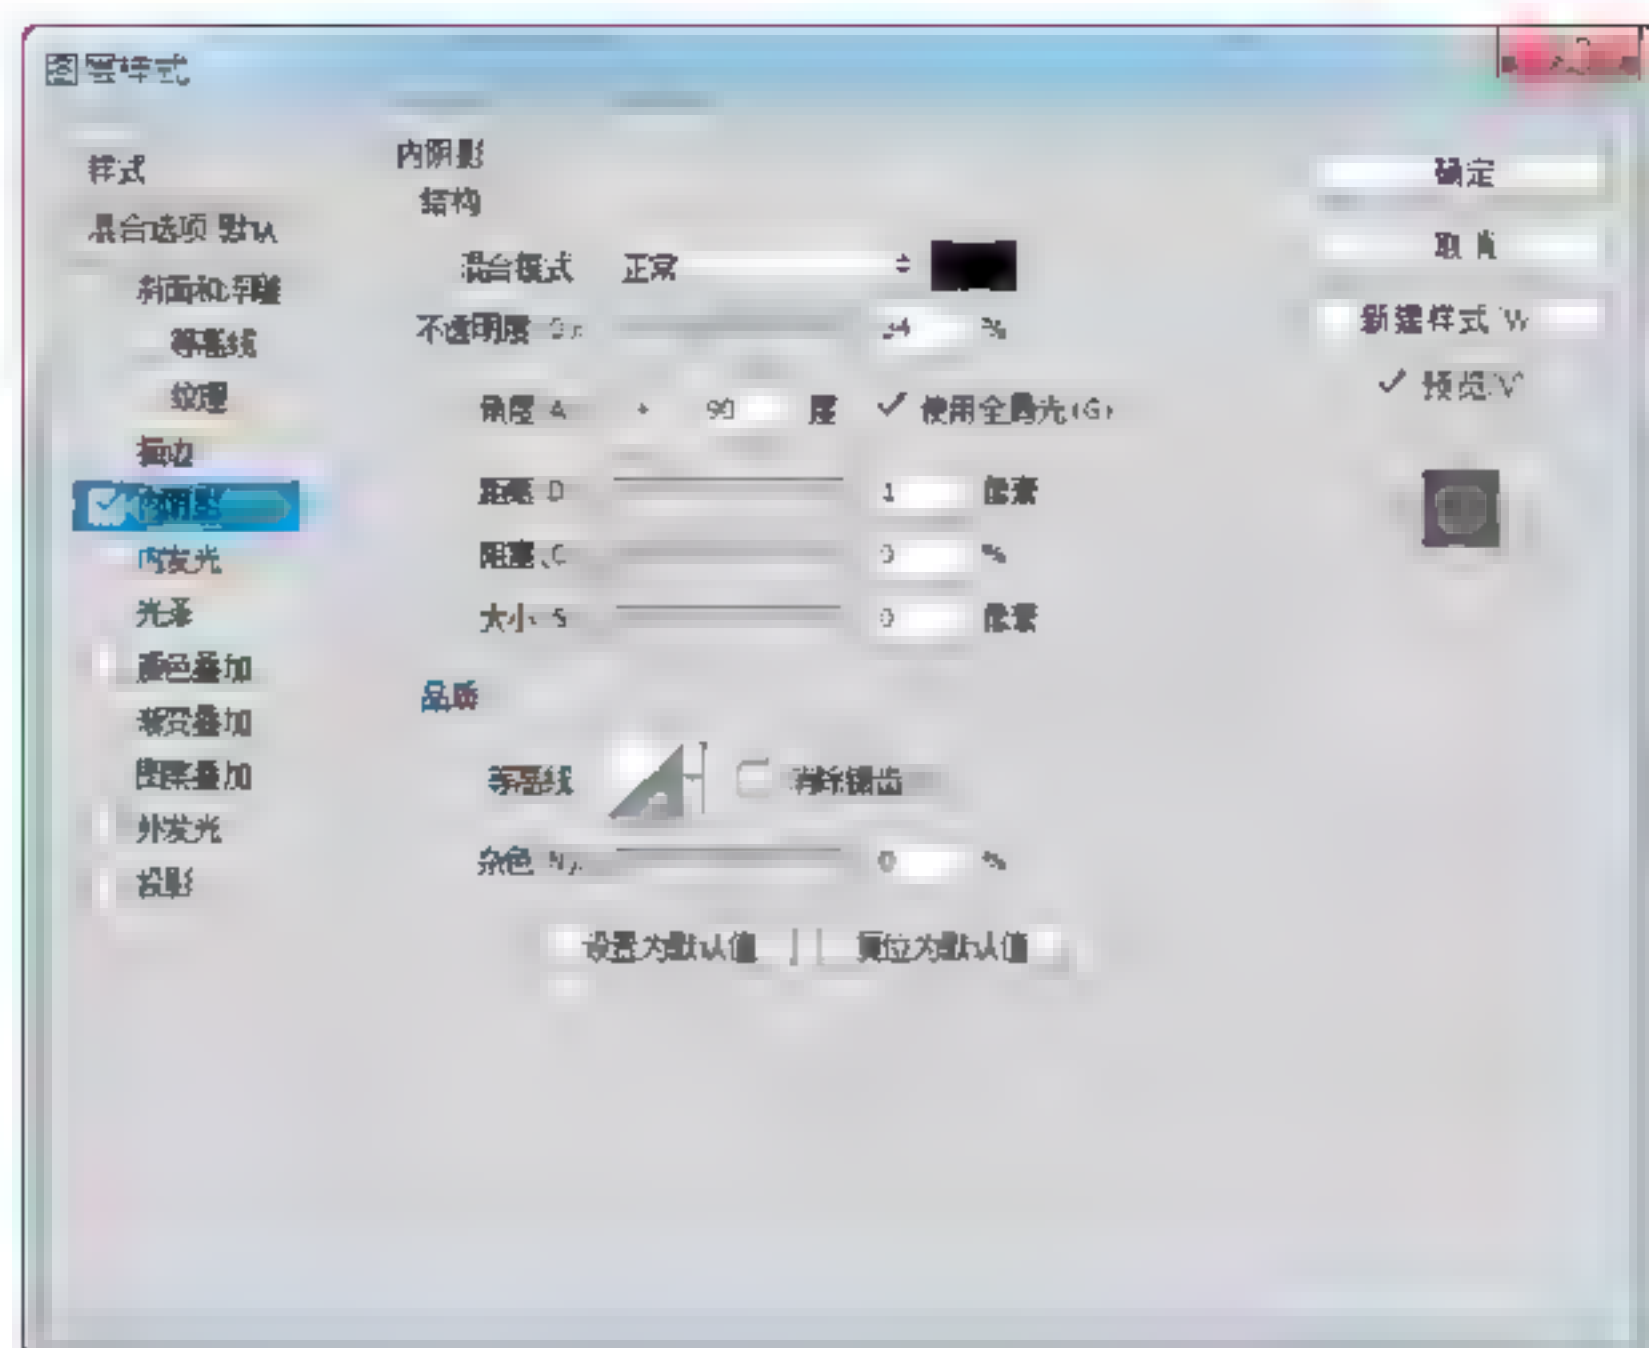 图层样式
样式
混合选项:默认
斜面和浮雕
等高线
纹理
描边
内阴影
内发光
光泽
颜色叠加
渐变叠加
图案叠加
外发光
投影
内阴影
结构
混合模式 正常
不透明度(O): %
角度(A) 90 度 使用全局光(G)
距离(D) 1 像素
阻塞(C) 0 %
大小(S) 0 像素
品质
等高线 消除锯齿
杂色(N): 0 %
设置为默认值 复位为默认值
确定
取消
新建样式(W)
预览(V)